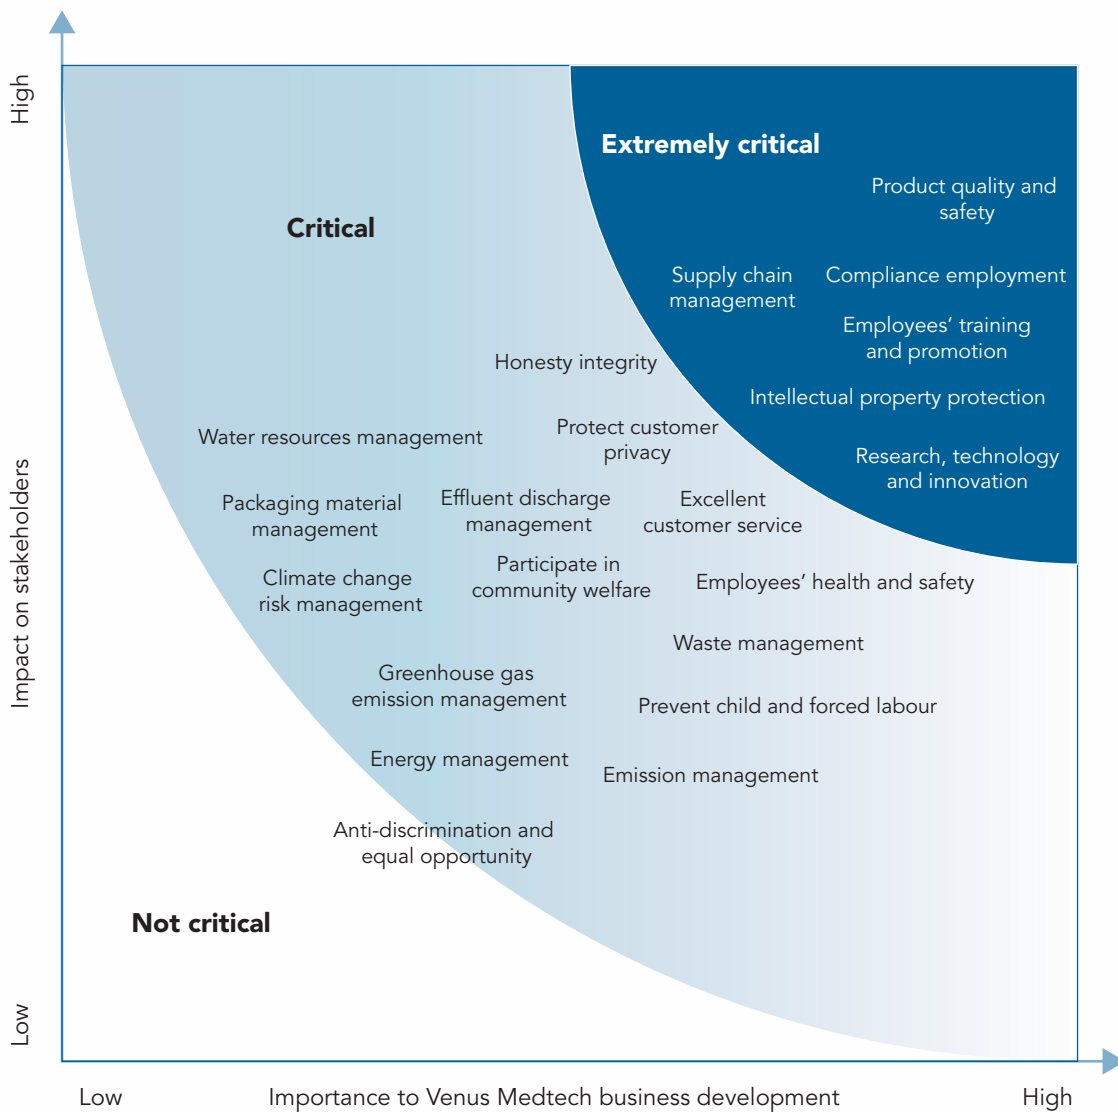 High
Extremely critical
Product quality and
safety
Critical
Supply chain
management
Compliance employment
Employees’ training
and promotion
Honesty integrity
Intellectual property protection
Water resources management
Protect customer
privacy
Research, technology
and innovation
Packaging material
management
Effluent discharge
management
Excellent
customer service
Climate change
risk management
Participate in
community welfare
Employees’ health and safety
Waste management
Greenhouse gas
emission management
Prevent child and forced labour
Energy management
Emission management
Anti-discrimination and
equal opportunity
Not critical
Impact on stakeholders
Low
Low
Importance to Venus Medtech business development
High